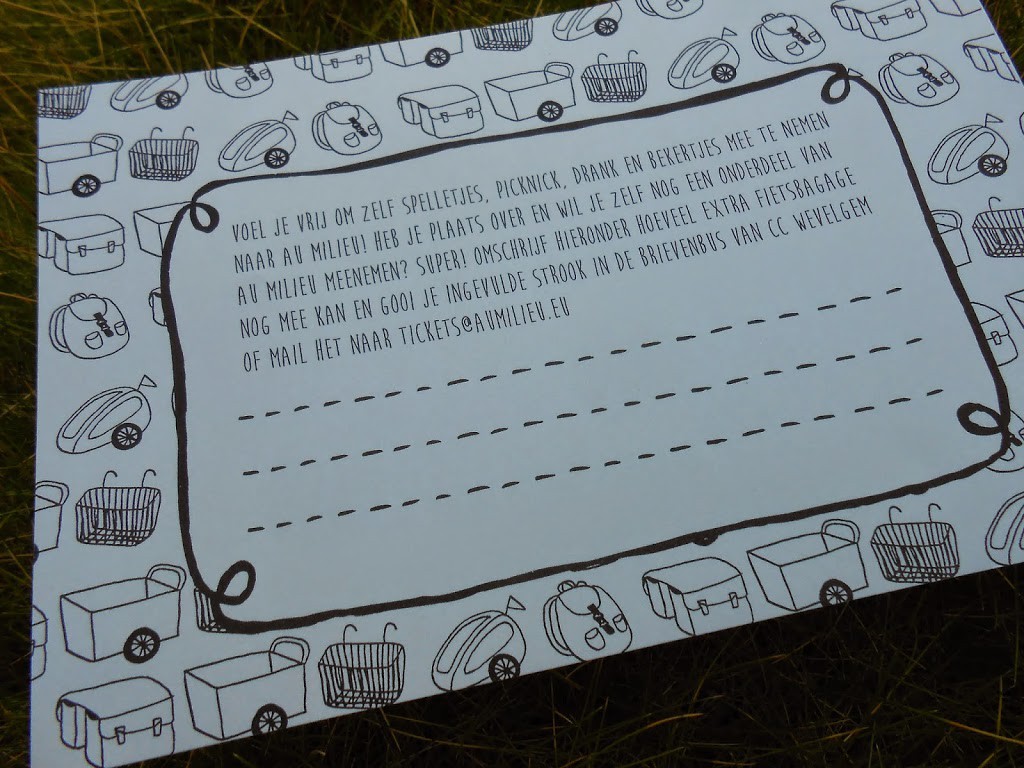 VOEL JE VRIJ OM ZELF SPELLETJES, PICKNICK, DRANK EN BEKERTJES MEE TE NEMEN
NAAR AU MILIEU! HEB JE PLAATS OVER EN WIL JE ZELF NOG EEN ONDERDEEL VAN
AU MILIEU MEENEMEN? SUPER! OMSCHRIJF HIERONDER HOEVEEL EXTRA FIETSBAGAGE
NOG MEE KAN EN GOOI JE INGEVULDE STROOK IN DE BRIEVENBUS VAN CC WEVELGEM
OF MAIL HET NAAR TICKETS@AUMILIEU.EU